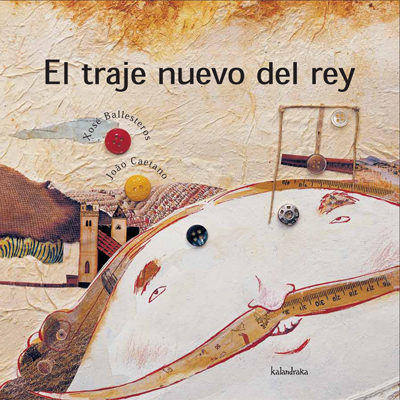 El traje nuevo del rey
Xosé Ballesteros
João Caetano
kalandraka